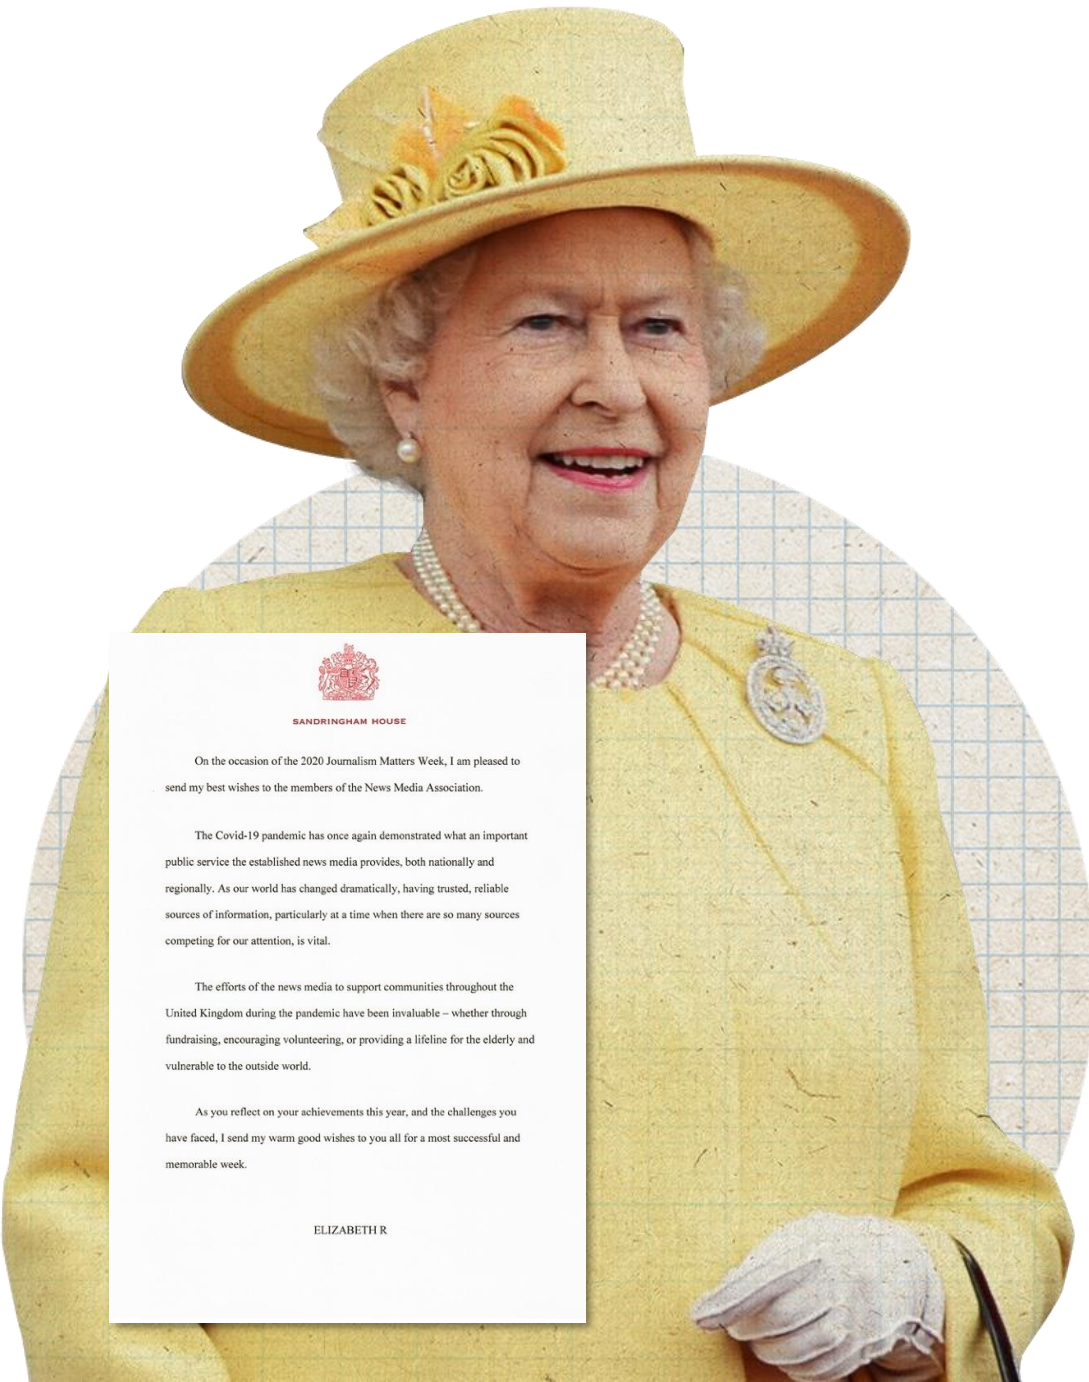 SANDRINGHAM HOUSE
On the occasion of the 2020 Journalism Matters Week, I am pleased to
send my best wishes to the members of the News Media Association.
The Covid-19 pandemic has once again demonstrated what an important
public service the established news media provides, both nationally and
regionally. As our world has changed dramatically, having trusted, reliable
sources of information, particularly at a time when there are so many sources
competing for our attention, is vital.
The efforts of the news media to support communities throughout the
United Kingdom during the pandemic have been invaluable – whether through
fundraising, encouraging volunteering, or providing a lifeline for the elderly and
vulnerable to the outside world.
As you reflect on your achievements this year, and the challenges you
have faced, I send my warm good wishes to you all for a most successful and
memorable week.
ELIZABETH R